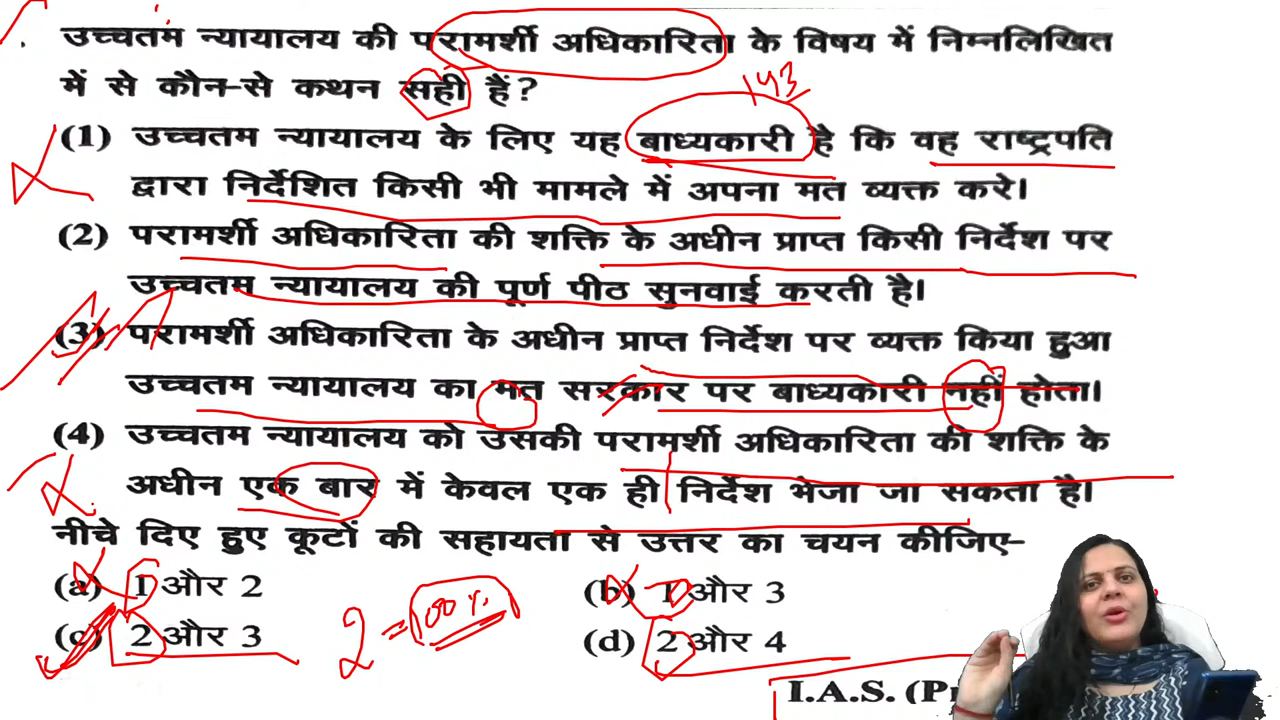 उच्चतम न्यायालय की परामर्शी अधिकारिता के विषय में निम्नलिखित
143
में से कौन-से कथन सही हैं?
(1) उच्चतम न्यायालय के लिए यह बाध्यकारी है कि वह राष्ट्रपति
द्वारा निर्देशित किसी भी मामले में अपना मत व्यक्त करे।
(2) परामर्शी अधिकारिता की शक्ति के अधीन प्राप्त किसी निर्देश पर
उच्चतम न्यायालय की पूर्ण पीठ सुनवाई करती है।
(3) परामर्शी अधिकारिता के अधीन प्राप्त निर्देश पर व्यक्त किया हुआ
उच्चतम न्यायालय का मत सरकार पर बाध्यकारी नहीं होता।
(4) उच्चतम न्यायालय को उसकी परामर्शी अधिकारिता की शक्ति के
अधीन एक बार में केवल एक ही निर्देश भेजा जा सकता है।
नीचे दिए हुए कूटों की सहायता से उत्तर का चयन कीजिए-
(a) 1 और 2
(b) 1 और 3
(c) 2 और 3
2 = 100 %
(d) 2 और 4
I.A.S.